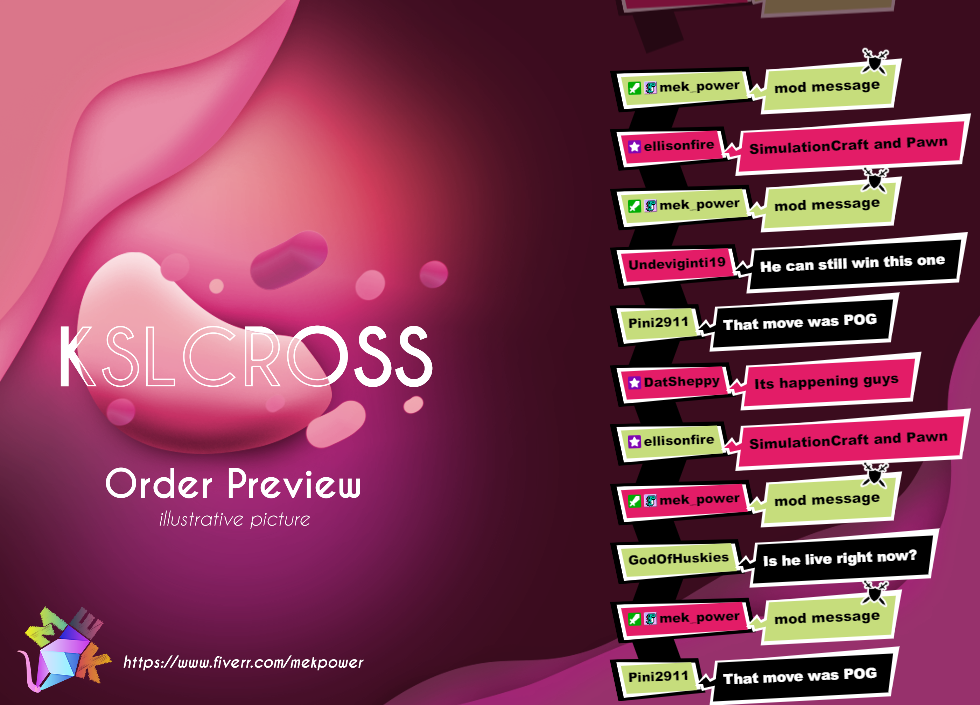 KSLCROSS
Order Preview
illustrative picture
MEK
https://www.fiverr.com/mekpower
mek_power mod message
ellisonfire SimulationCraft and Pawn
mek_power mod message
Undeviginti19 He can still win this one
Pini2911 That move was POG
DatSheppy Its happening guys
ellisonfire SimulationCraft and Pawn
mek_power mod message
GodOfHuskies Is he live right now?
mek_power mod message
Pini2911 That move was POG